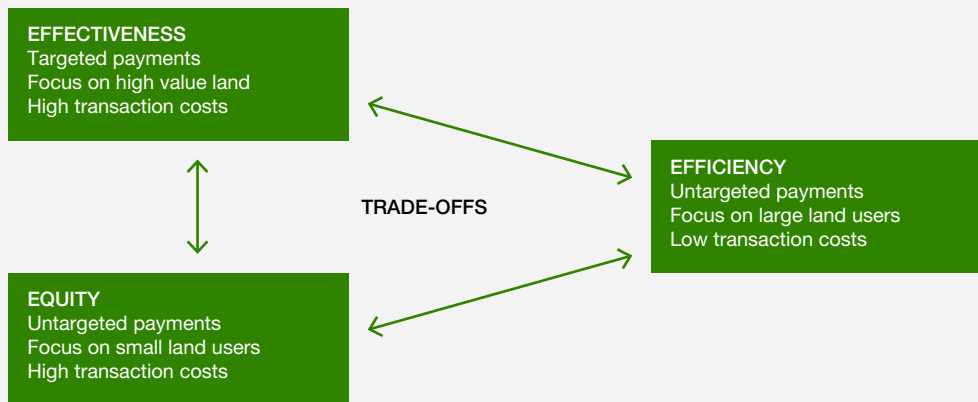 EFFECTIVENESS
Targeted payments
Focus on high value land
High transaction costs
TRADE-OFFS
EFFICIENCY
Untargeted payments
Focus on large land users
Low transaction costs
EQUITY
Untargeted payments
Focus on small land users
High transaction costs